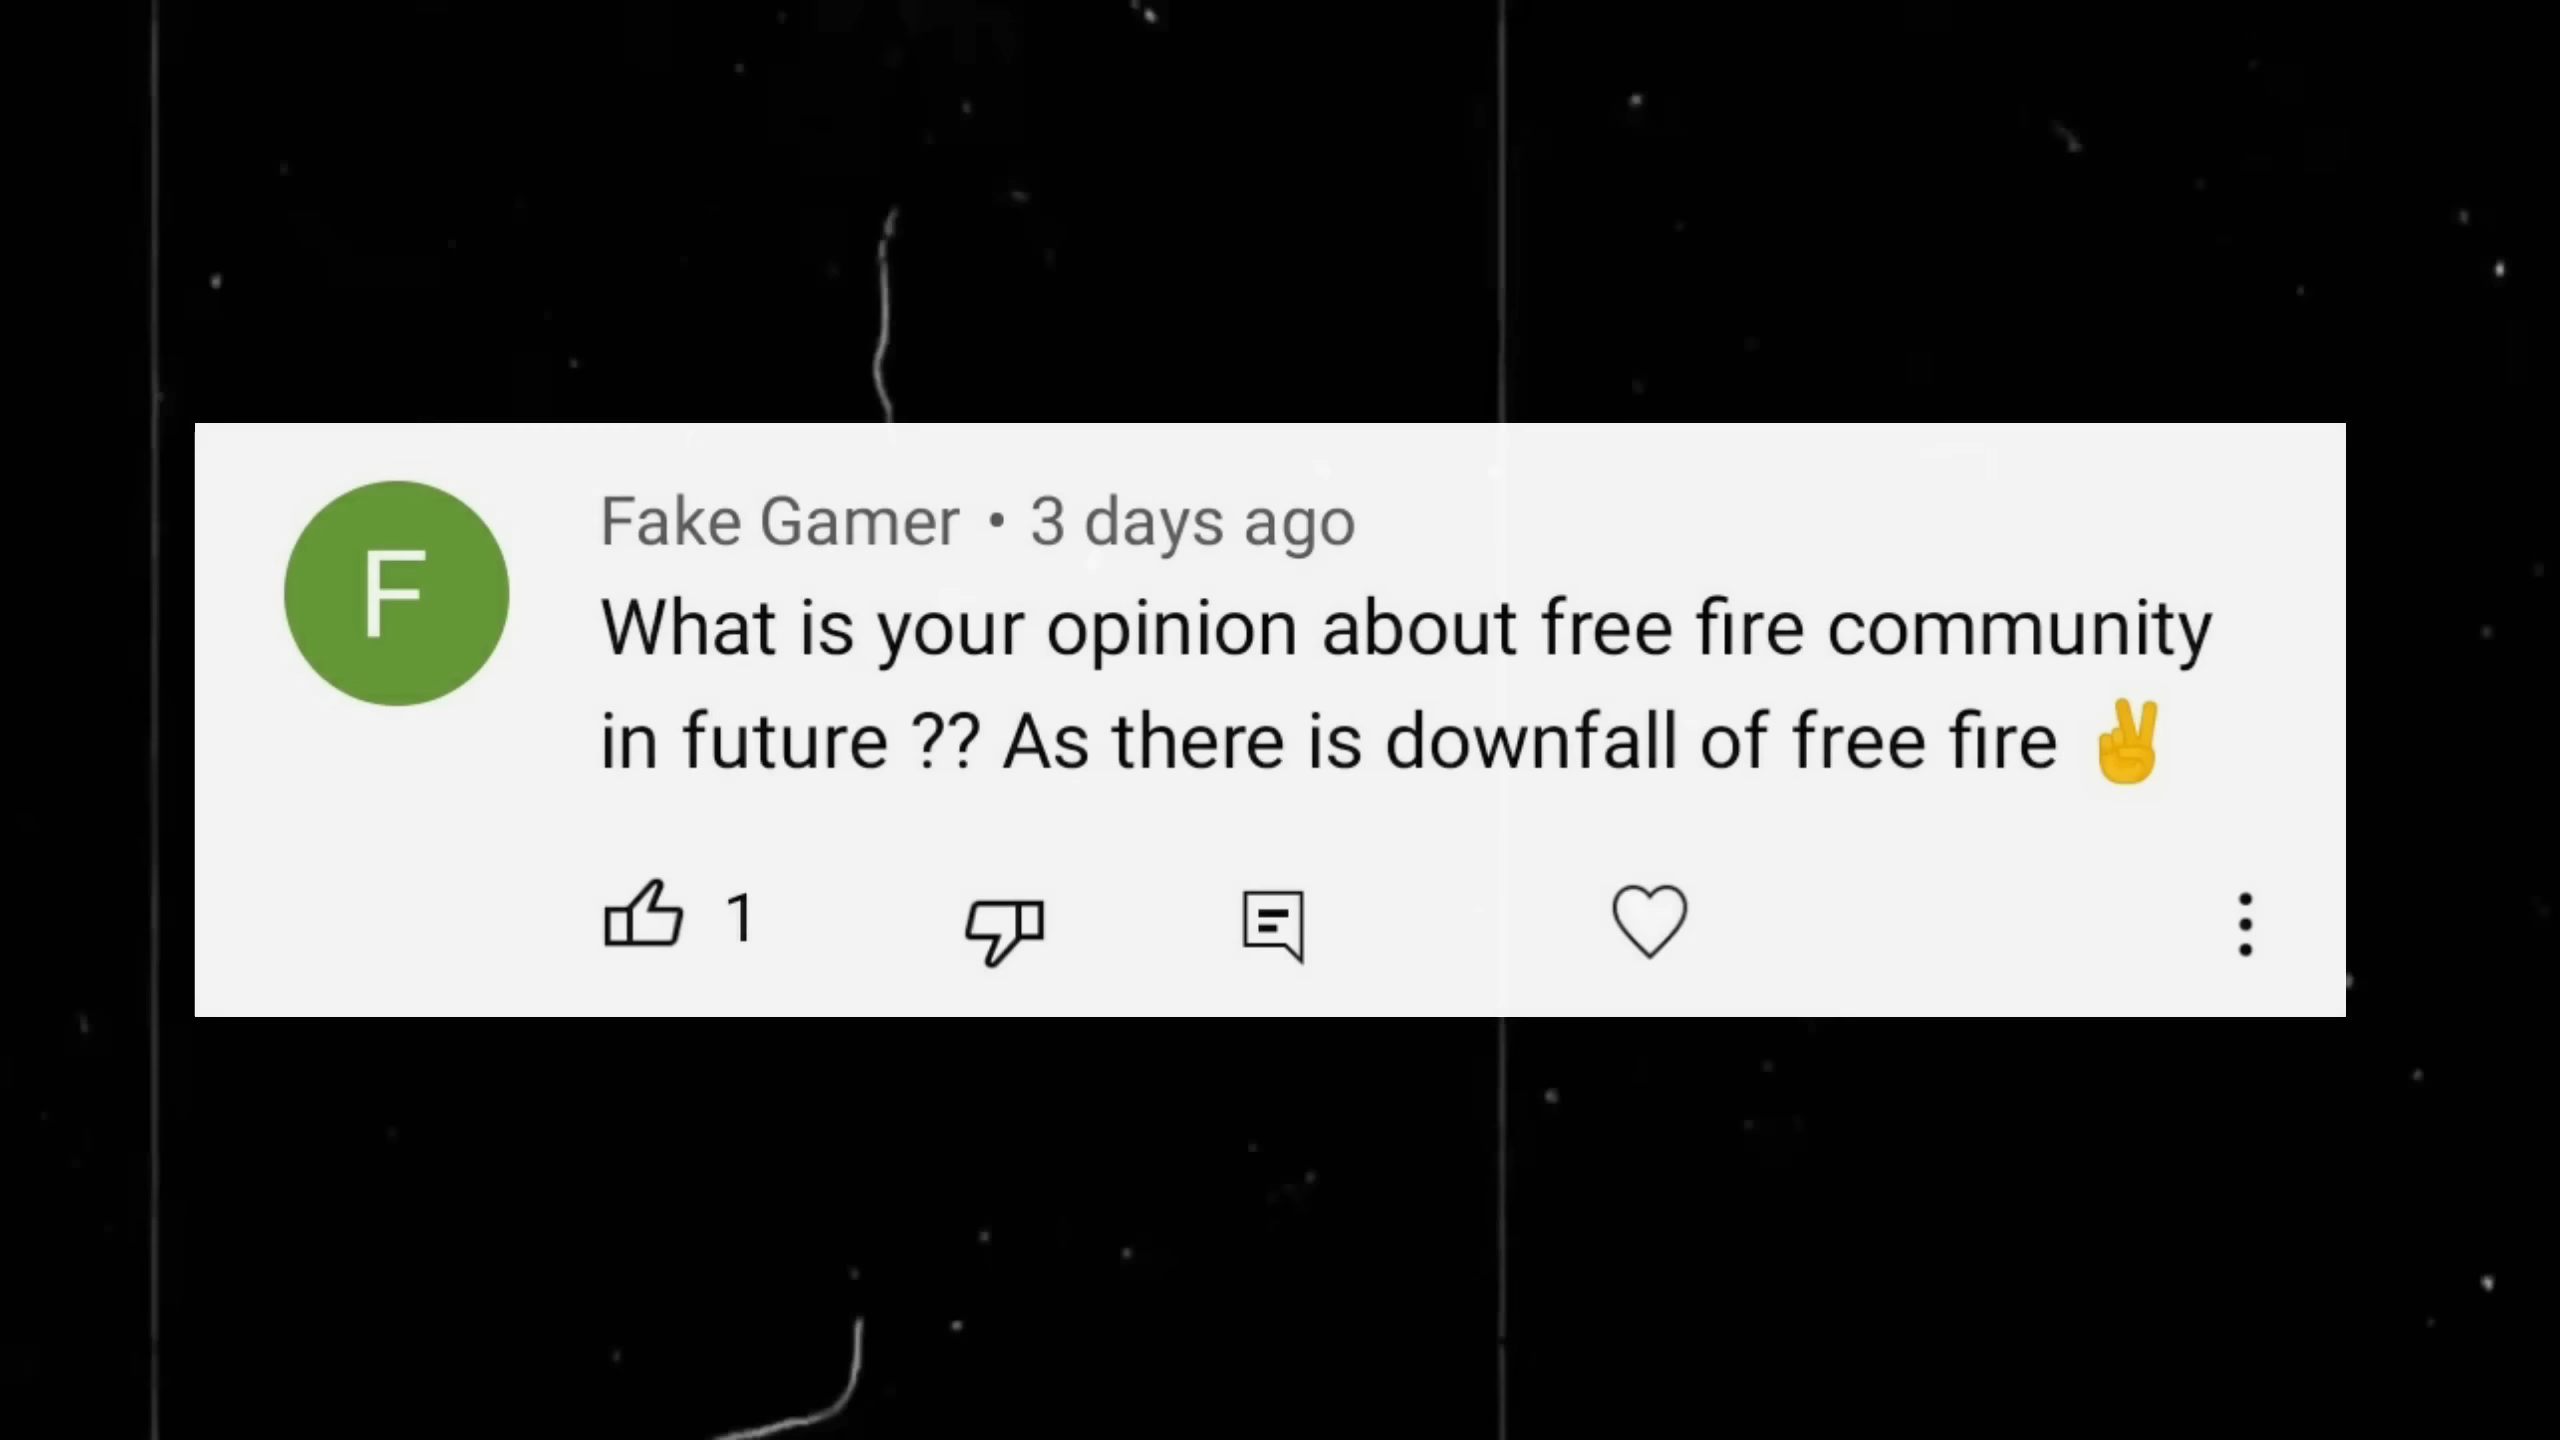 F
Fake Gamer • 3 days ago
What is your opinion about free fire community
in future ?? As there is downfall of free fire ✌
1